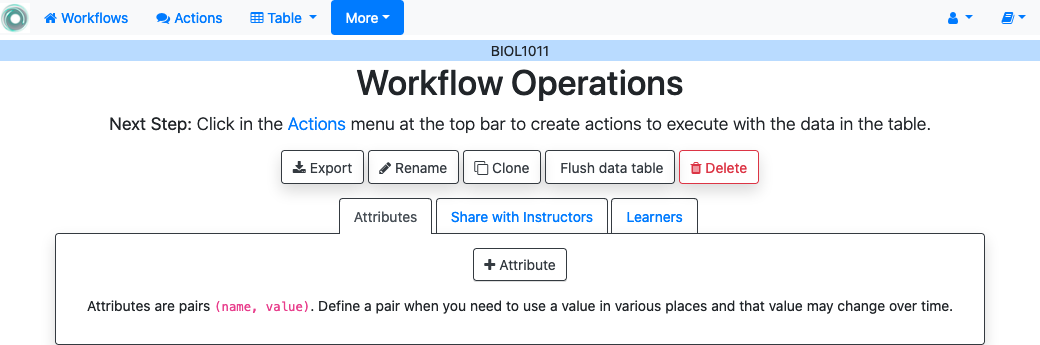 Workflows Actions Table More
BIOL1011
Workflow Operations
Next Step: Click in the Actions menu at the top bar to create actions to execute with the data in the table.
Export Rename Clone Flush data table Delete
Attributes Share with Instructors Learners
Attribute
Attributes are pairs (name, value). Define a pair when you need to use a value in various places and that value may change over time.